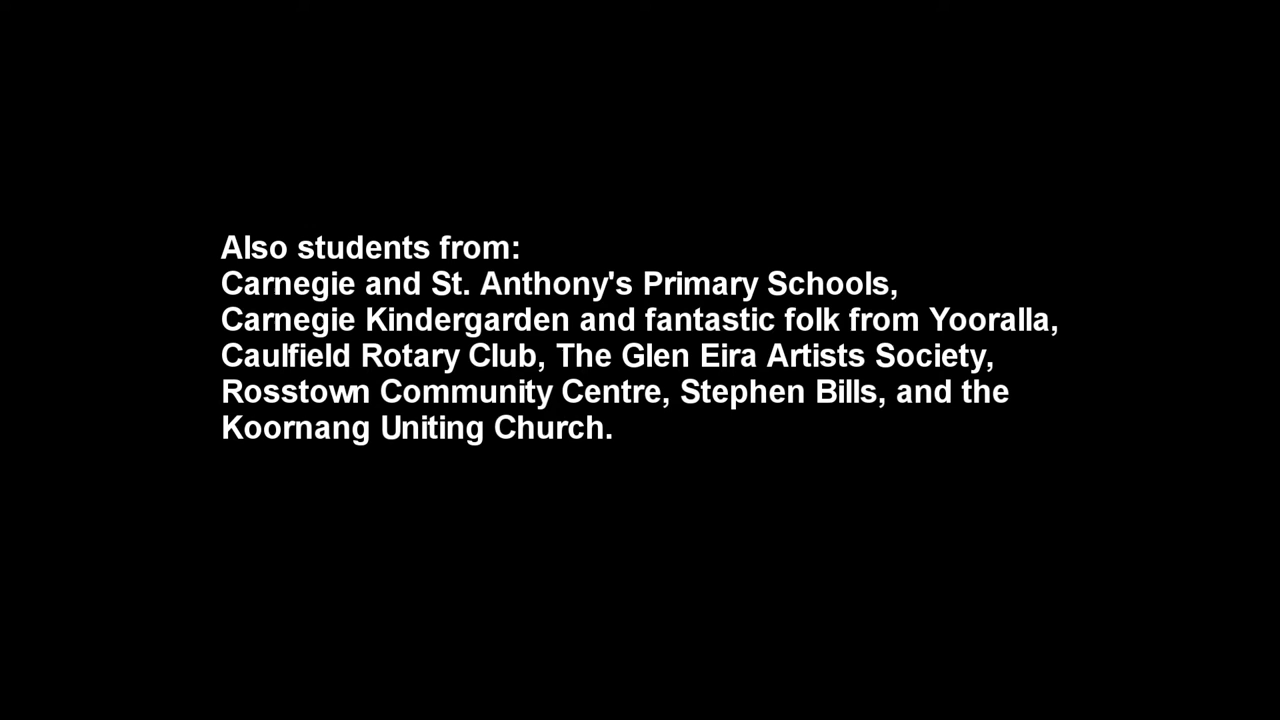 Also students from:
Carnegie and St. Anthony's Primary Schools,
Carnegie Kindergarden and fantastic folk from Yooralla,
Caulfield Rotary Club, The Glen Eira Artists Society,
Rosstown Community Centre, Stephen Bills, and the
Koornang Uniting Church.